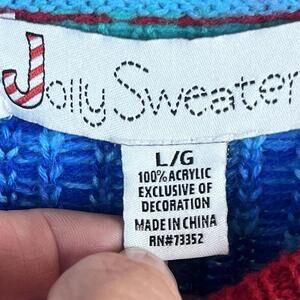 Jolly Sweater
L/G
100% ACRYLIC
EXCLUSIVE OF
DECORATION
MADE IN CHINA
RN#73352